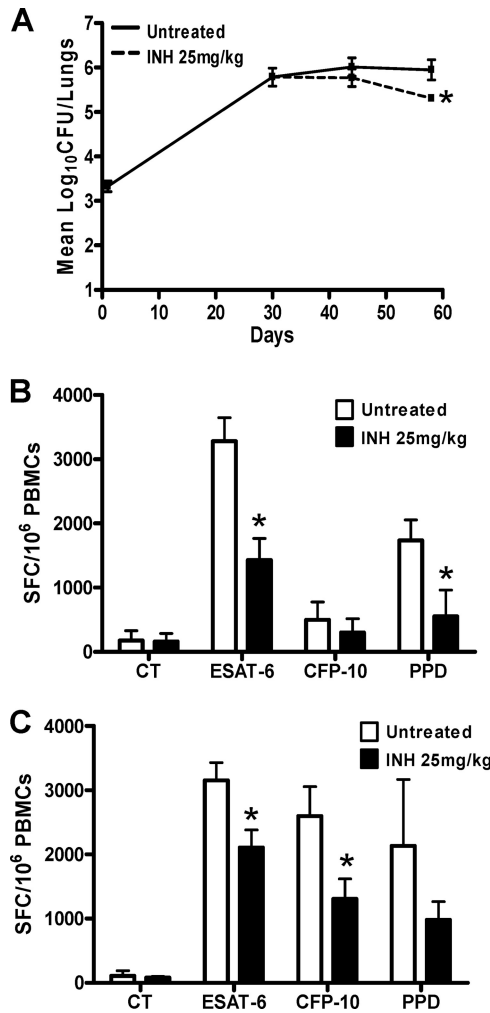 A
Untreated
INH 25mg/kg
Mean Log10CFU/Lungs
7
6
5
4
3
2
1
*
0 10 20 30 40 50 60
Days
B
Untreated
INH 25mg/kg
SFC/10^6 PBMCs
4000
3000
2000
1000
0
* *
CT ESAT-6 CFP-10 PPD
C
Untreated
INH 25mg/kg
SFC/10^6 PBMCs
4000
3000
2000
1000
0
* *
CT ESAT-6 CFP-10 PPD